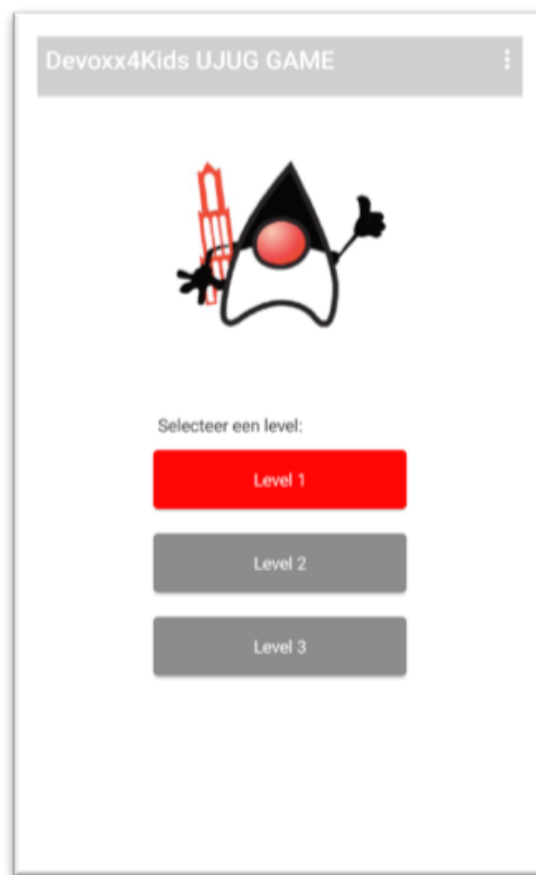 Devoxx4Kids UJUG GAME
Selecteer een level:
Level 1
Level 2
Level 3